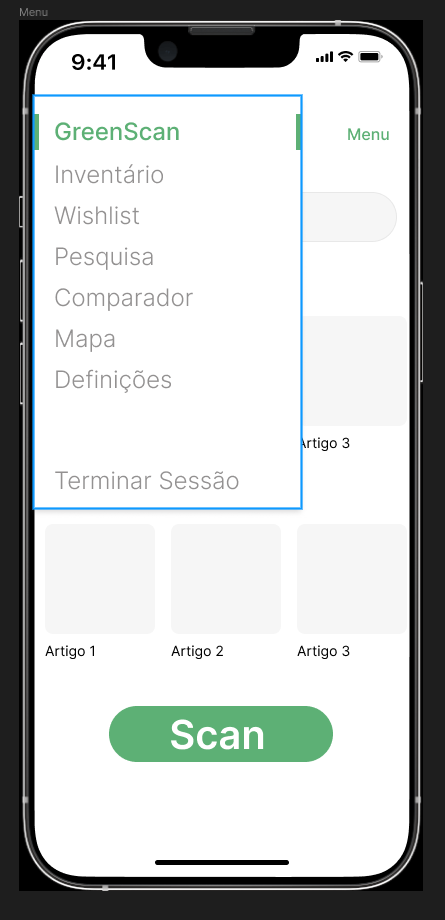 Menu
9:41
GreenScan
Menu
Inventário
Wishlist
Pesquisa
Comparador
Mapa
Definições
Artigo 3
Terminar Sessão
Artigo 1
Artigo 2
Artigo 3
Scan